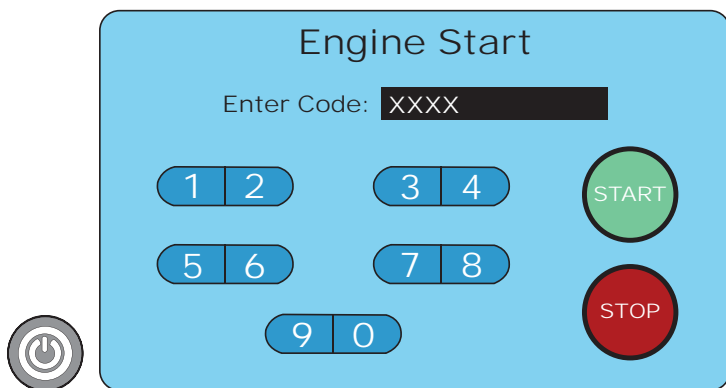 Engine Start
Enter Code: XXXX
1 2 3 4
START
5 6 7 8
STOP
9 0